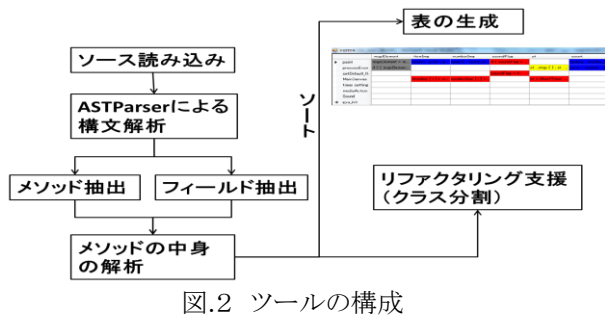 ソース読み込み
ASTParserによる
構文解析
メソッド抽出
フィールド抽出
メソッドの中身
の解析
ソート
表の生成
リファクタリング支援
(クラス分割)
図.2 ツールの構成